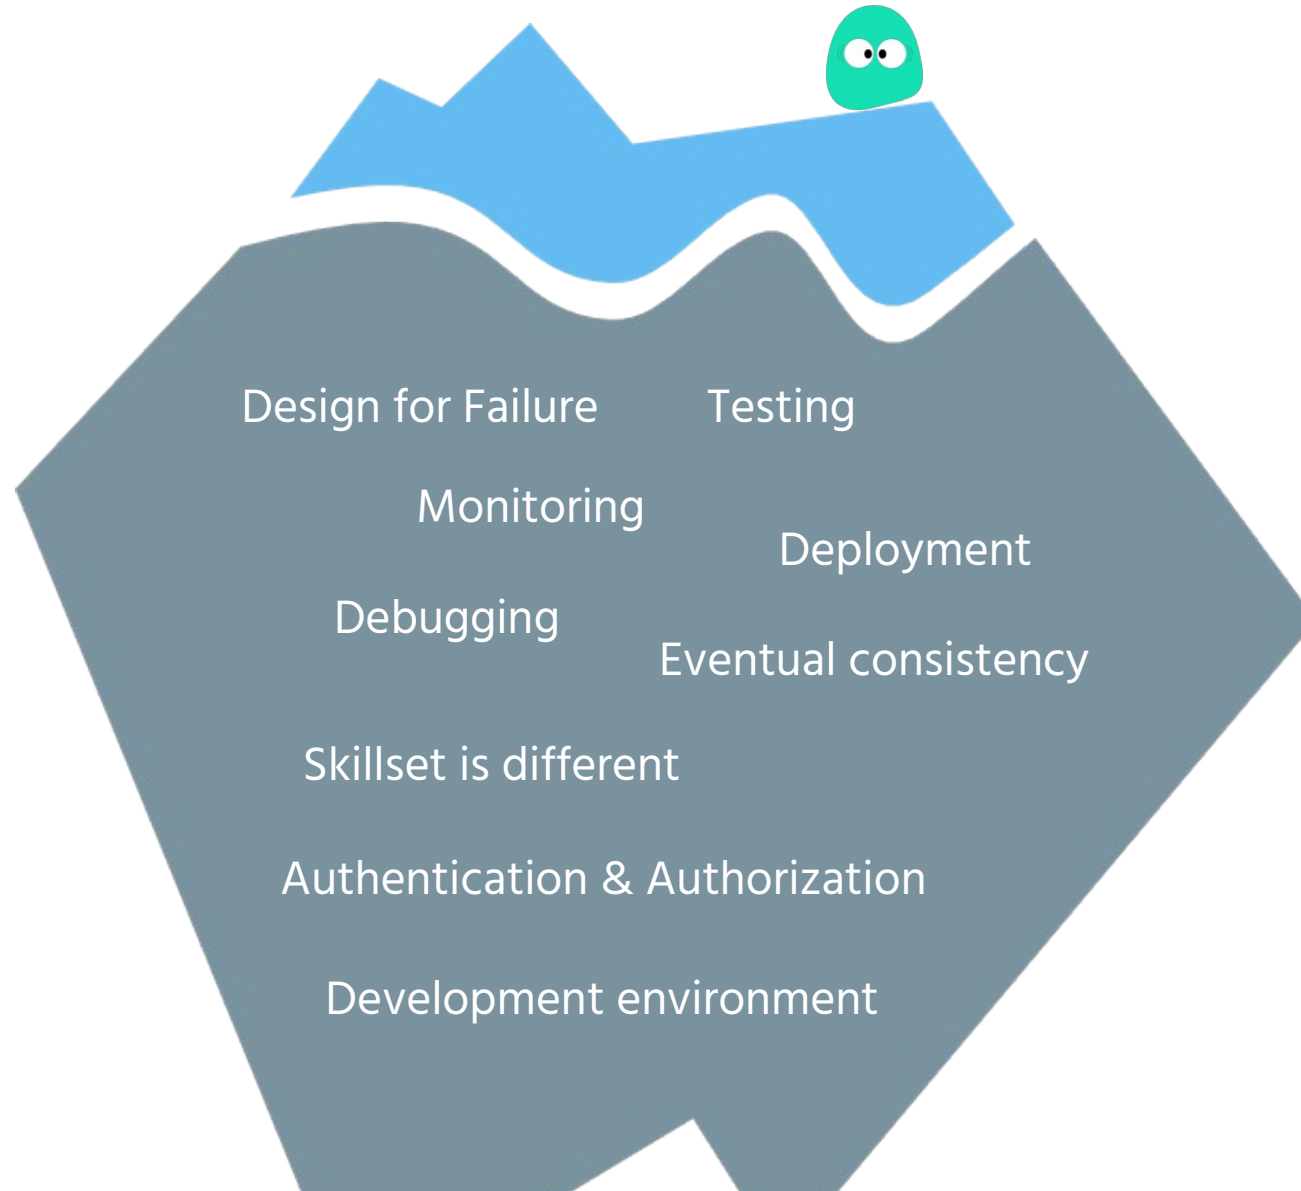 Design for Failure
Testing
Monitoring
Deployment
Debugging
Eventual consistency
Skillset is different
Authentication & Authorization
Development environment